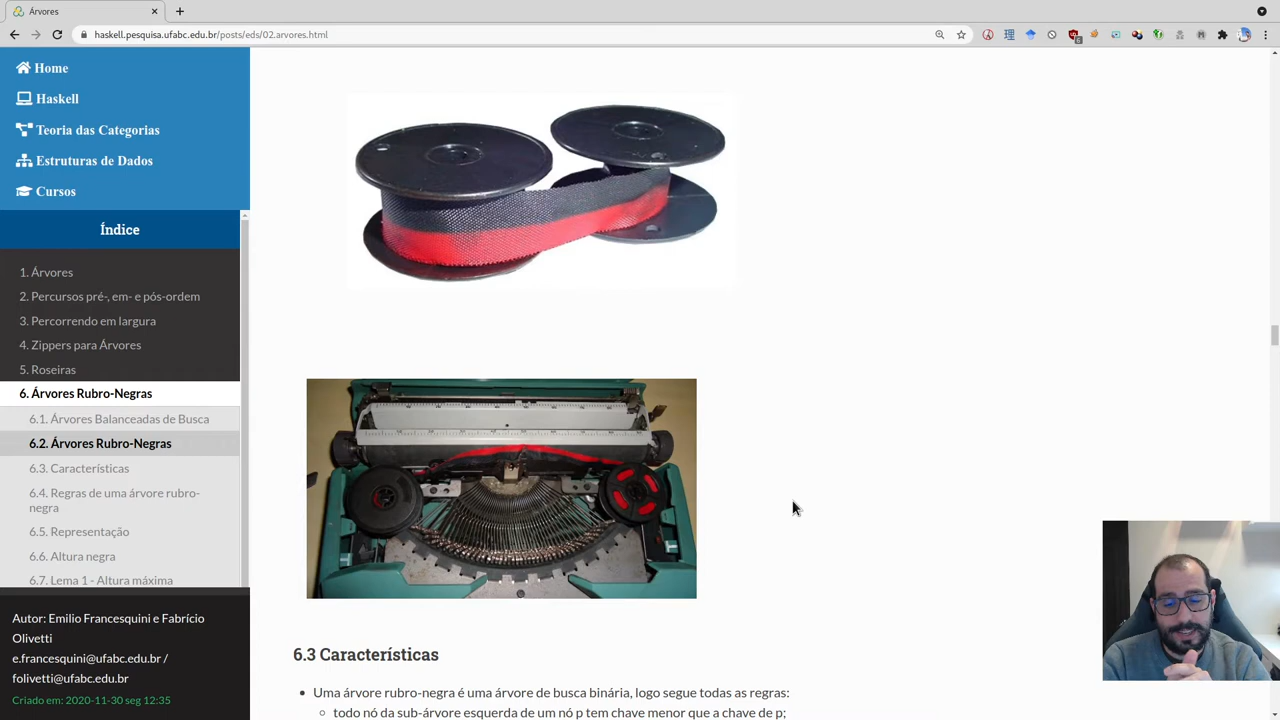 Árvores
haskell.pesquisa.ufabc.edu.br/posts/eds/02.arvores.html
Home
Haskell
Teoria das Categorias
Estruturas de Dados
Cursos
Índice
1. Árvores
2. Percursos pré-, em- e pós-ordem
3. Percorrendo em largura
4. Zippers para Árvores
5. Roseiras
6. Árvores Rubro-Negras
6.1. Árvores Balanceadas de Busca
6.2. Árvores Rubro-Negras
6.3. Características
6.4. Regras de uma árvore rubro-
negra
6.5. Representação
6.6. Altura negra
6.7. Lema 1 - Altura máxima
Autor: Emilio Francesquini e Fabrício
Olivetti
e.francesquini@ufabc.edu.br /
folivetti@ufabc.edu.br
Criado em: 2020-11-30 seg 12:35
6.3 Características
• Uma árvore rubro-negra é uma árvore de busca binária, logo segue todas as regras:
○ todo nó da sub-árvore esquerda de um nó p tem chave menor que a chave de p;